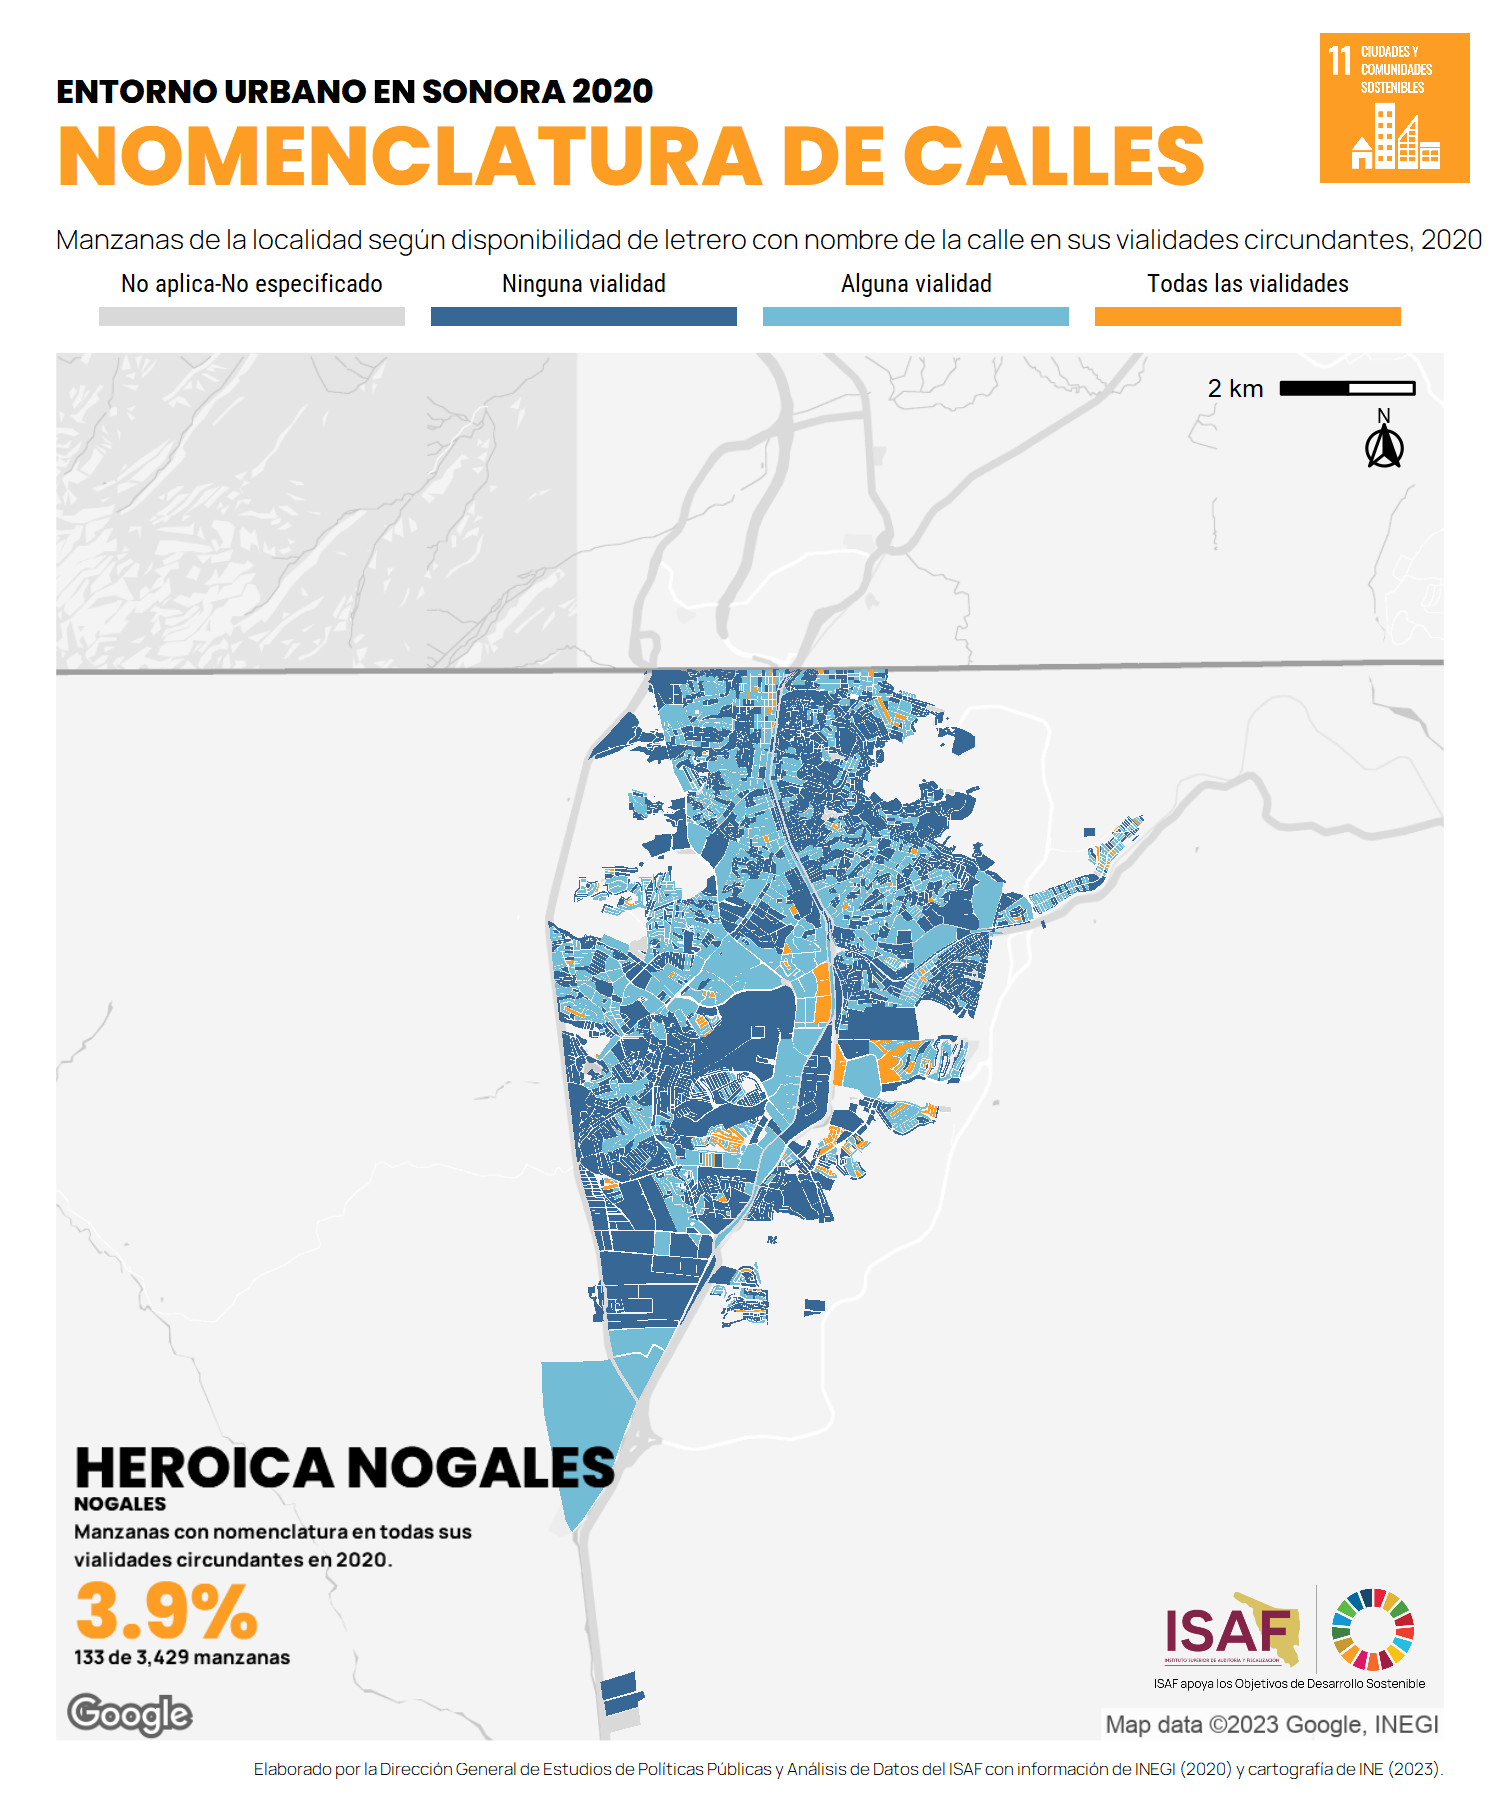 11 CIUDADES Y
COMUNIDADES
SOSTENIBLES
ENTORNO URBANO EN SONORA 2020
NOMENCLATURA DE CALLES
Manzanas de la localidad según disponibilidad de letrero con nombre de la calle en sus vialidades circundantes, 2020
No aplica-No especificado Ninguna vialidad Alguna vialidad Todas las vialidades
2 km
N
HEROICA NOGALES
NOGALES
Manzanas con nomenclatura en todas sus
vialidades circundantes en 2020.
3.9%
133 de 3,429 manzanas
ISAF
INSTITUTO SUPERIOR DE AUDITORÍA Y FISCALIZACIÓN
ISAF apoya los Objetivos de Desarrollo Sostenible
Google
Map data ©2023 Google, INEGI
Elaborado por la Dirección General de Estudios de Políticas Públicas y Análisis de Datos del ISAF con información de INEGI (2020) y cartografía de INE (2023).